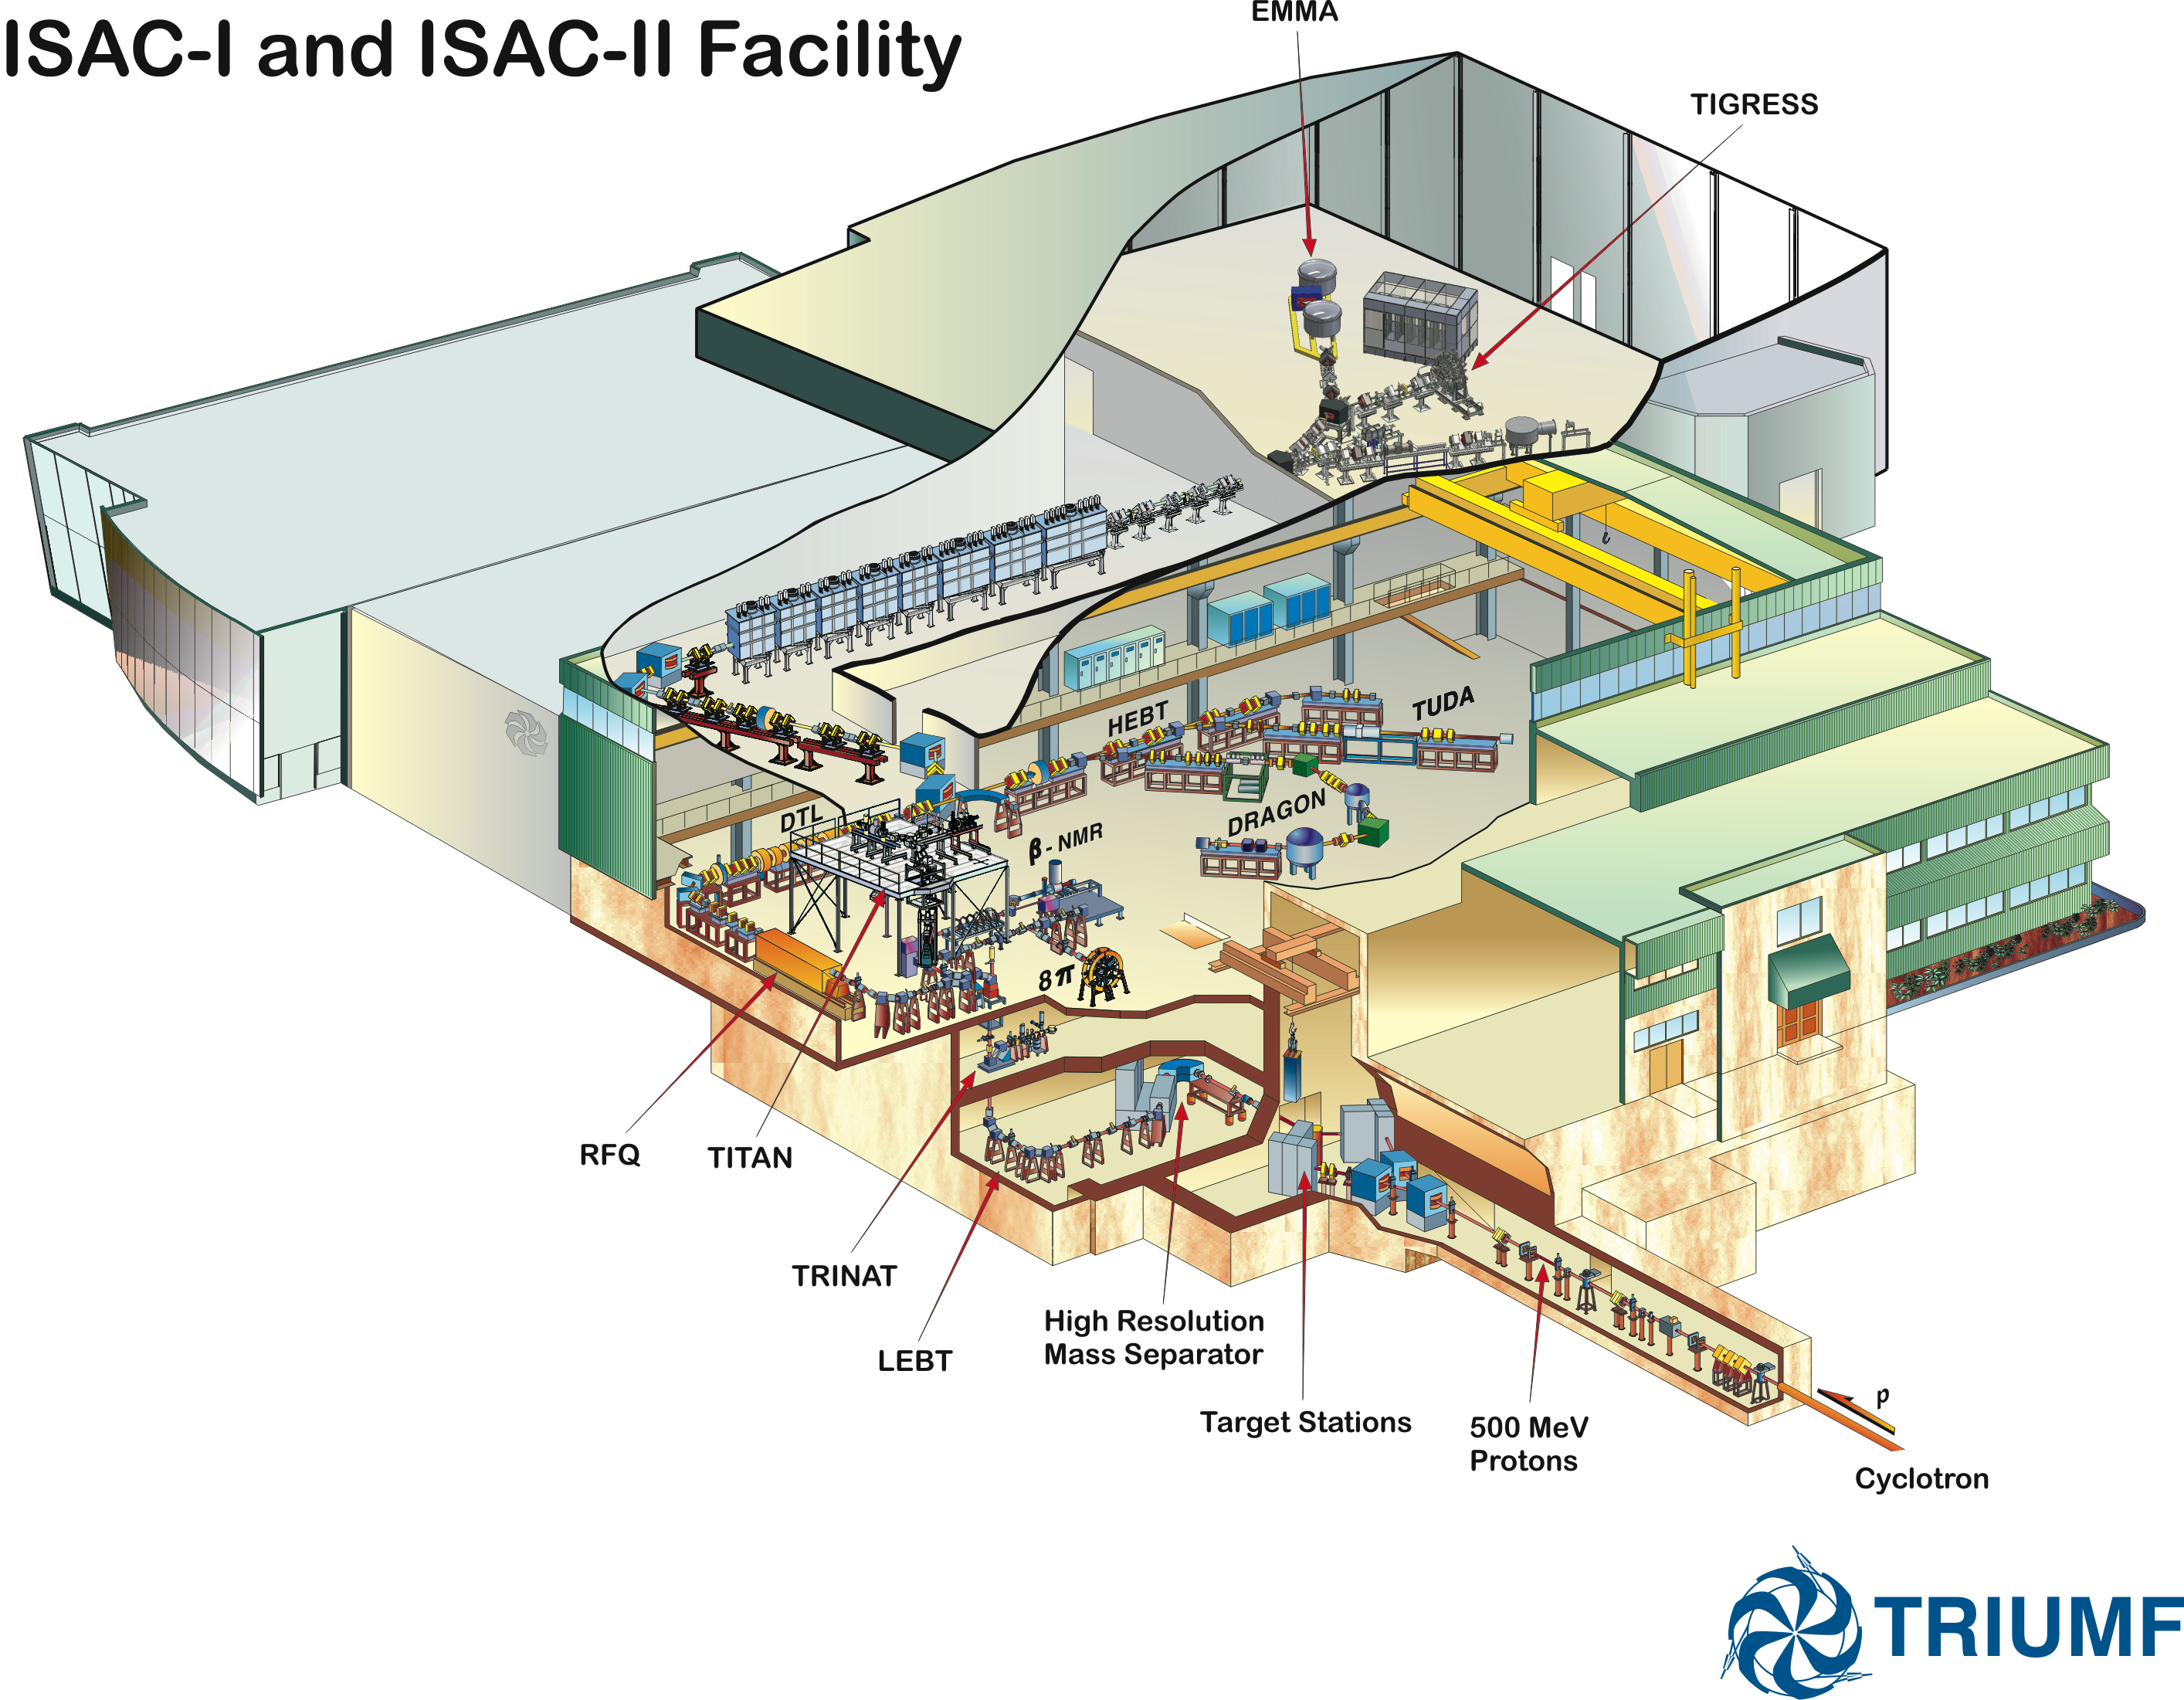 ISAC-I and ISAC-II Facility
EMMA
TIGRESS
HEBT
TUDA
DTL
β - NMR
DRAGON
8π
RFQ
TITAN
TRINAT
LEBT
High Resolution
Mass Separator
Target Stations
500 MeV
Protons
p
Cyclotron
TRIUMF